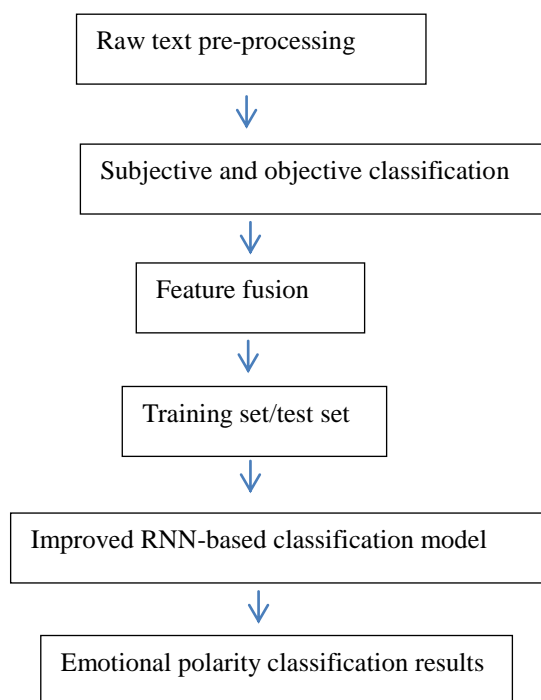 Raw text pre-processing
Subjective and objective classification
Feature fusion
Training set/test set
Improved RNN-based classification model
Emotional polarity classification results